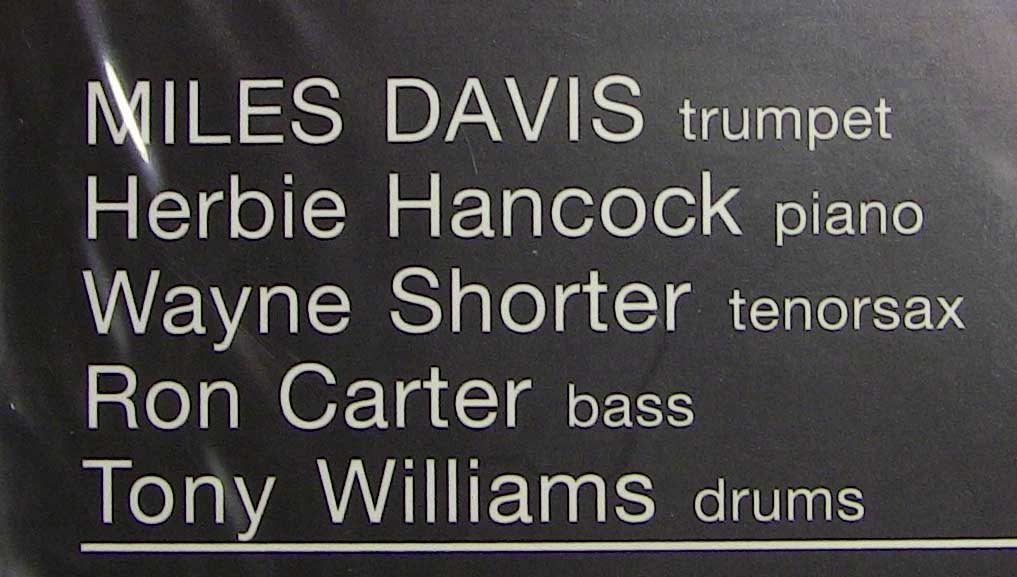 MILES DAVIS trumpet
Herbie Hancock piano
Wayne Shorter tenorsax
Ron Carter bass
Tony Williams drums